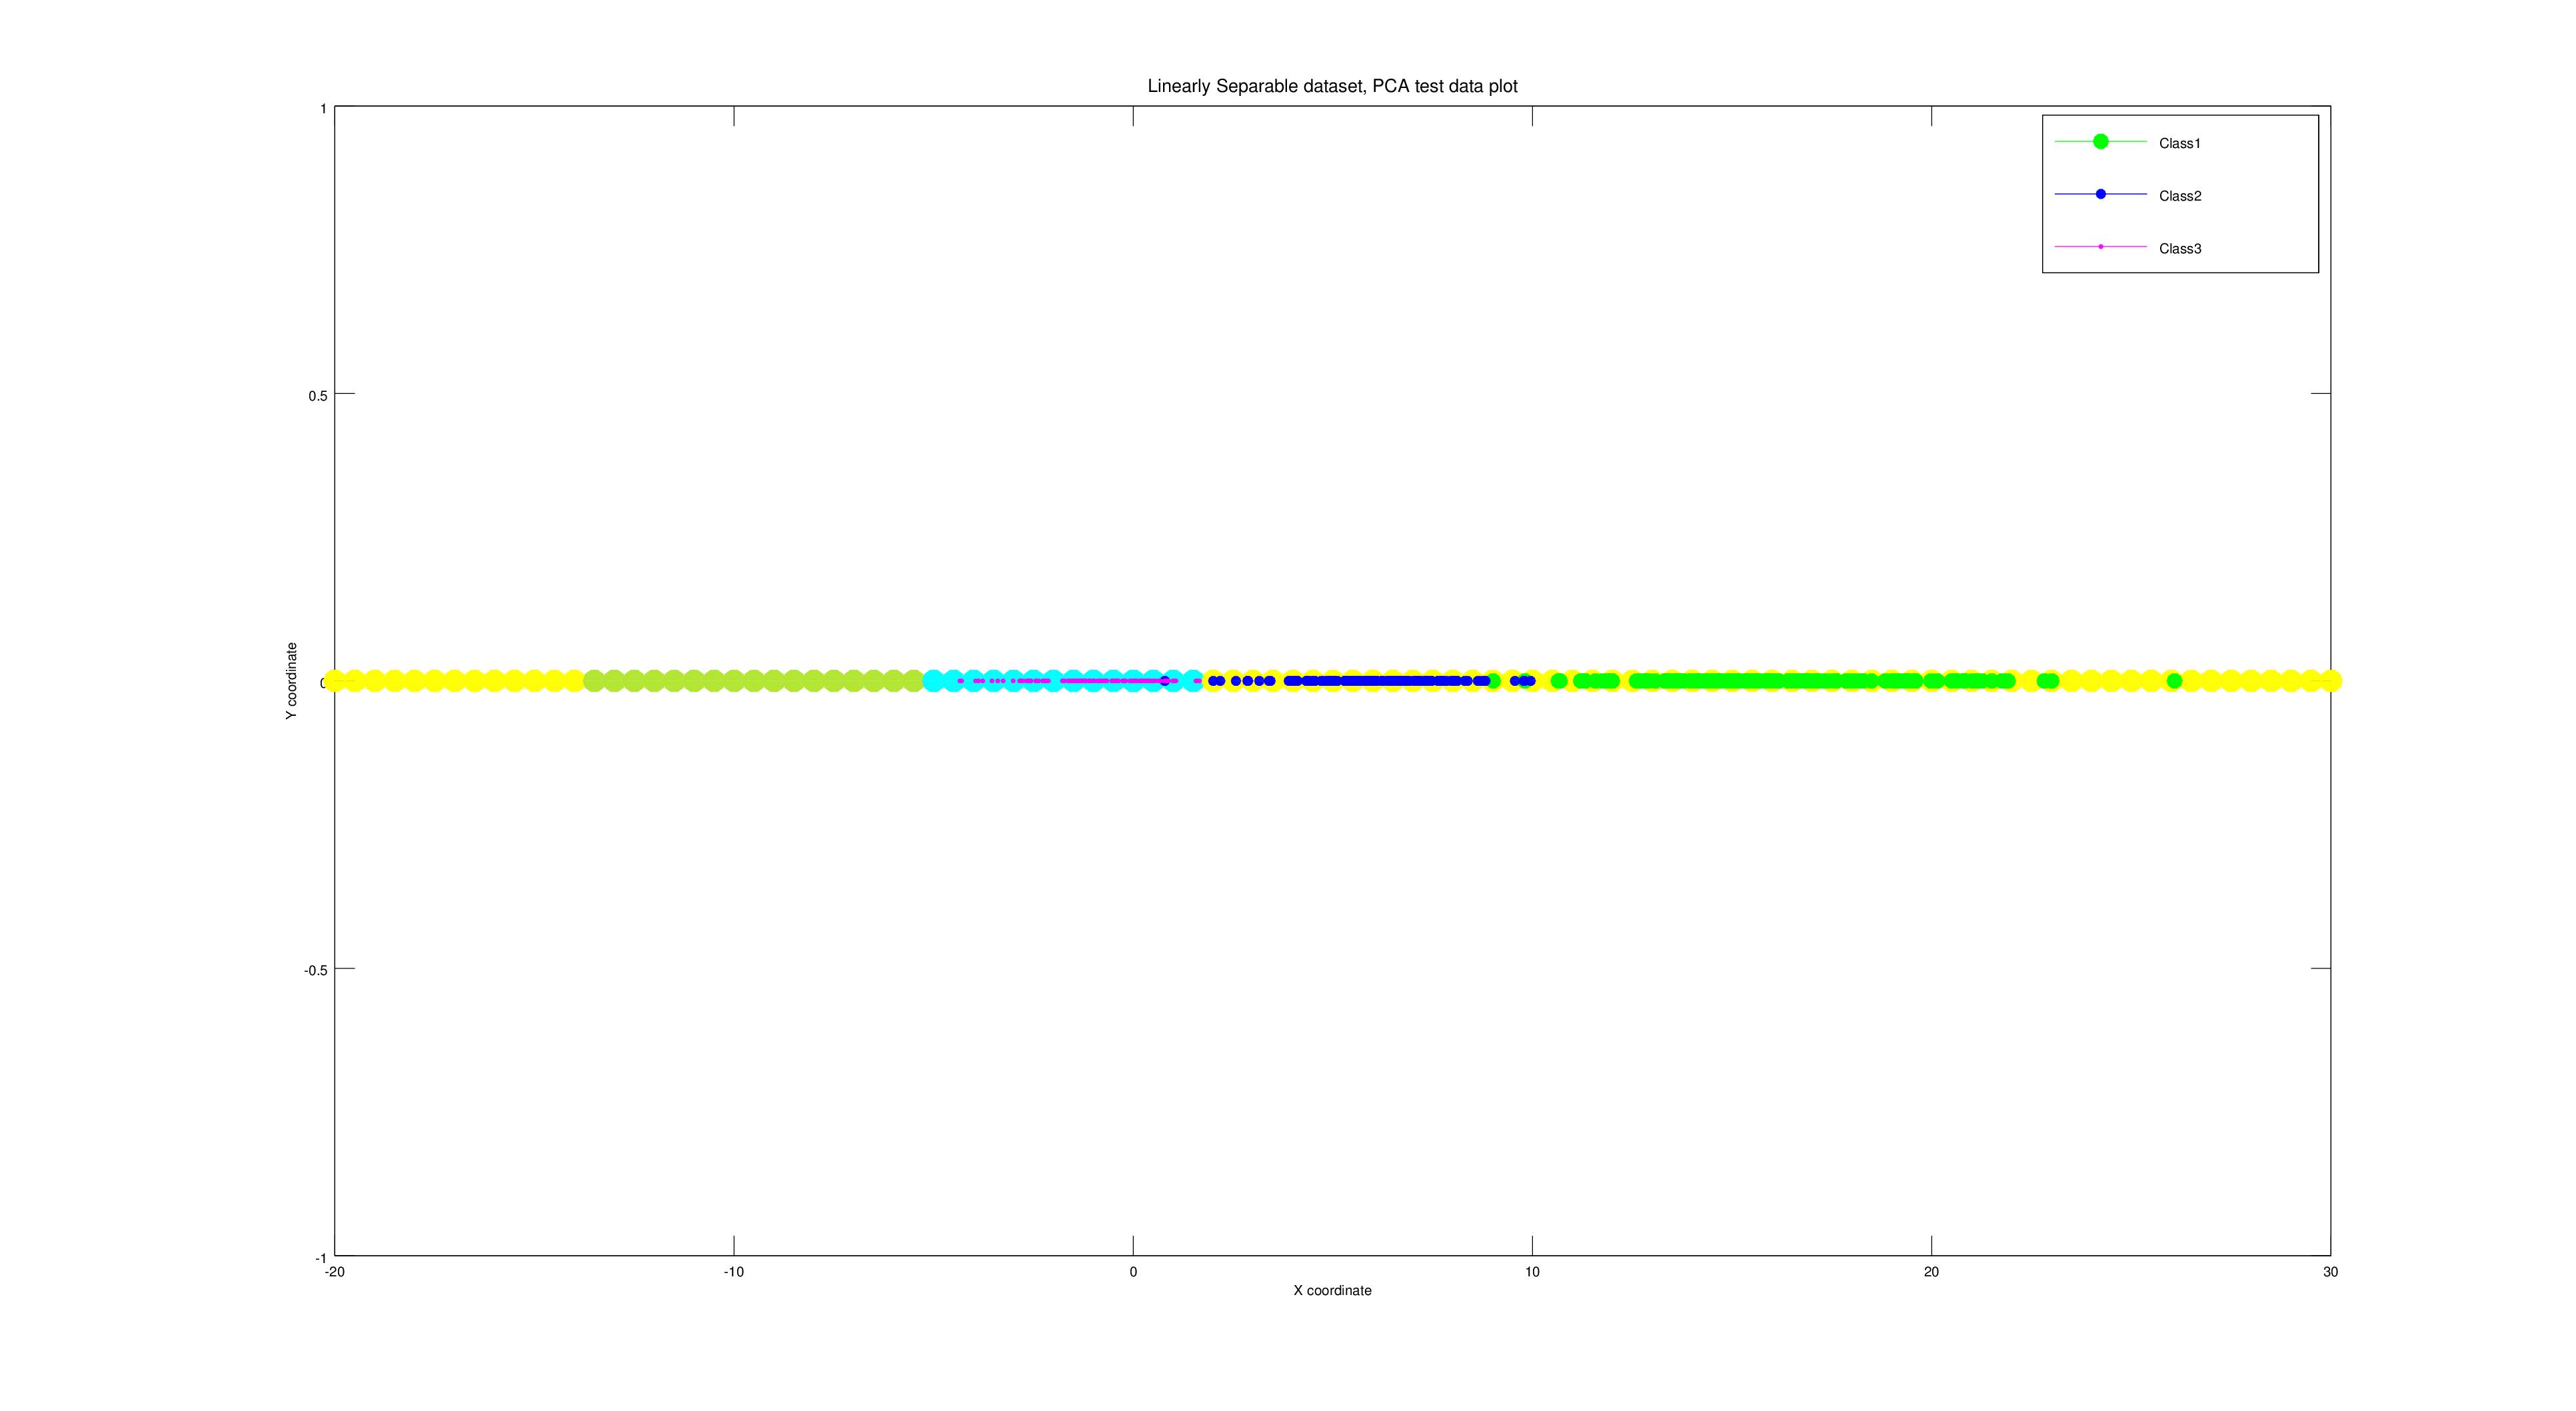 Linearly Separable dataset, PCA test data plot
1
Class1
Class2
Class3
0.5
0
-0.5
-1
Y coordinate
-20 -10 0 10 20 30
X coordinate